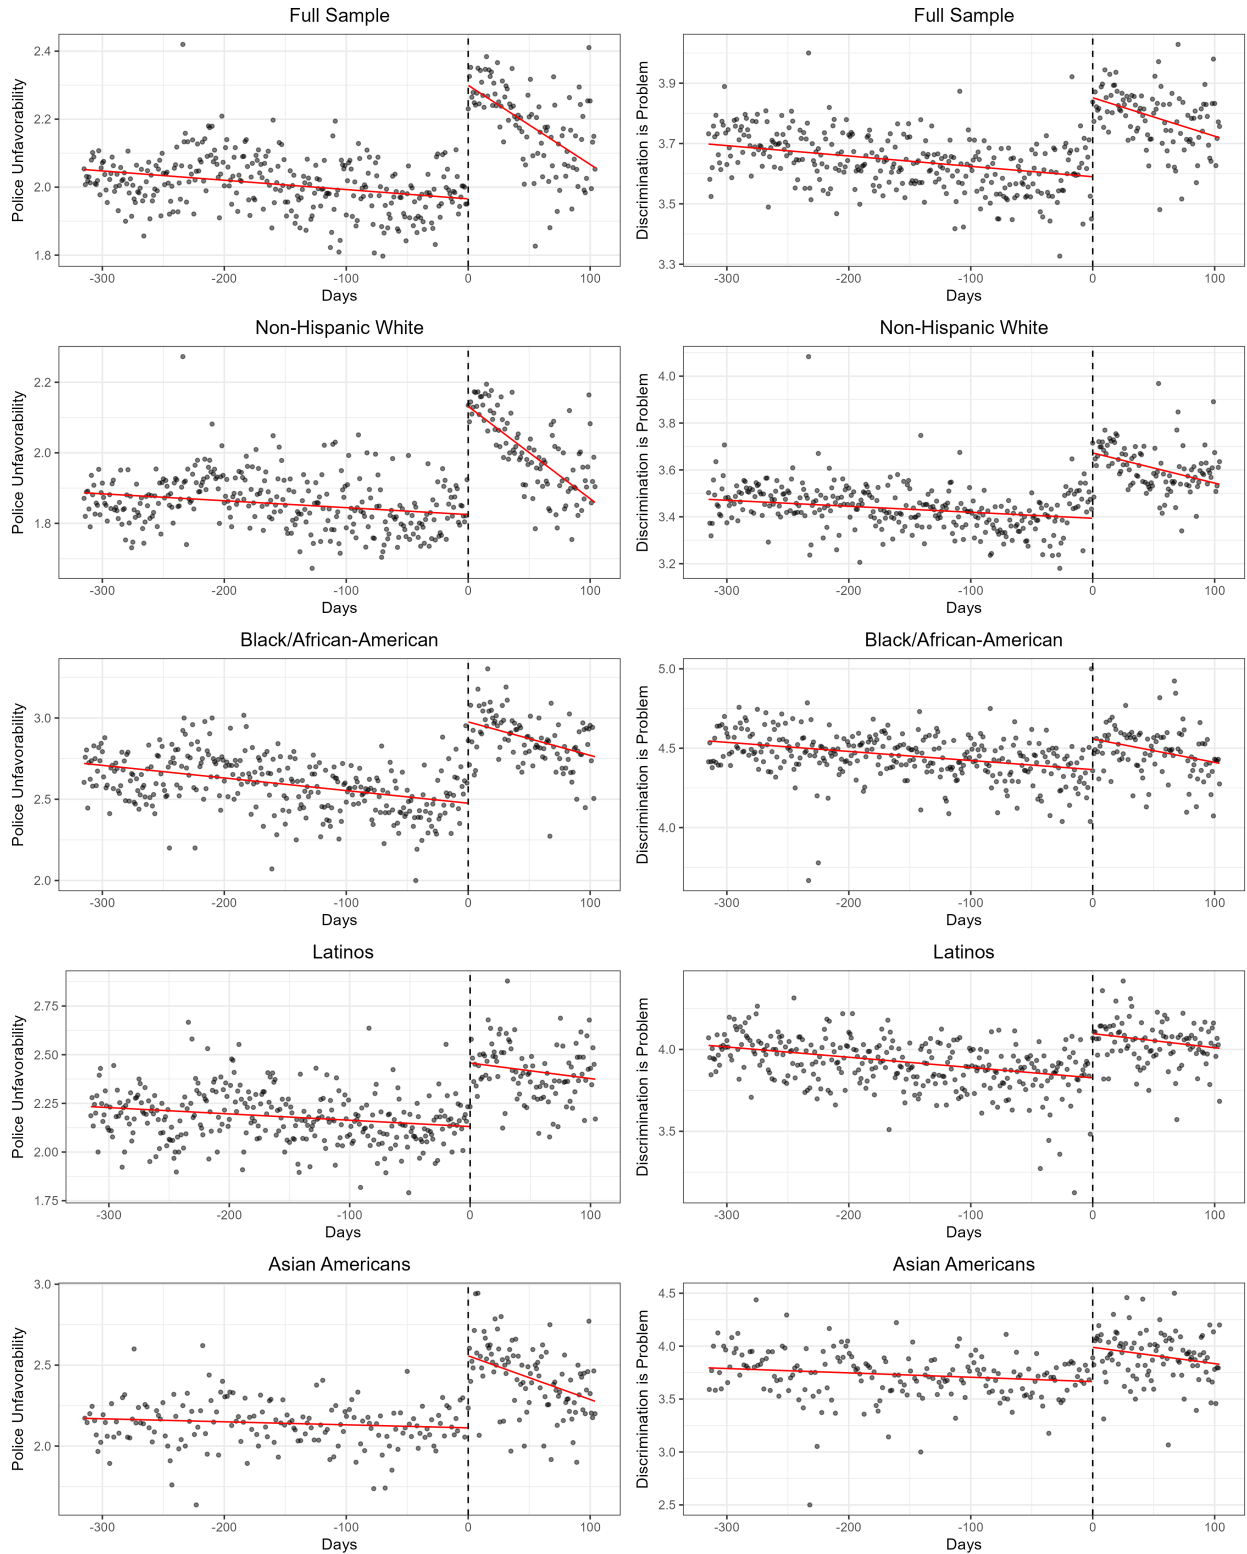 Full Sample
Police Unfavorability
2.4
2.2
2.0
1.8
-300 -200 -100 0 100
Days
Full Sample
Discrimination is Problem
3.9
3.7
3.5
3.3
-300 -200 -100 0 100
Days
Non-Hispanic White
Police Unfavorability
2.2
2.0
1.8
-300 -200 -100 0 100
Days
Non-Hispanic White
Discrimination is Problem
4.0
3.8
3.6
3.4
3.2
-300 -200 -100 0 100
Days
Black/African-American
Police Unfavorability
3.0
2.5
2.0
-300 -200 -100 0 100
Days
Black/African-American
Discrimination is Problem
5.0
4.5
4.0
-300 -200 -100 0 100
Days
Latinos
Police Unfavorability
2.75
2.50
2.25
2.00
1.75
-300 -200 -100 0 100
Days
Latinos
Discrimination is Problem
4.0
3.5
-300 -200 -100 0 100
Days
Asian Americans
Police Unfavorability
3.0
2.5
2.0
-300 -200 -100 0 100
Days
Asian Americans
Discrimination is Problem
4.5
4.0
3.5
3.0
2.5
-300 -200 -100 0 100
Days